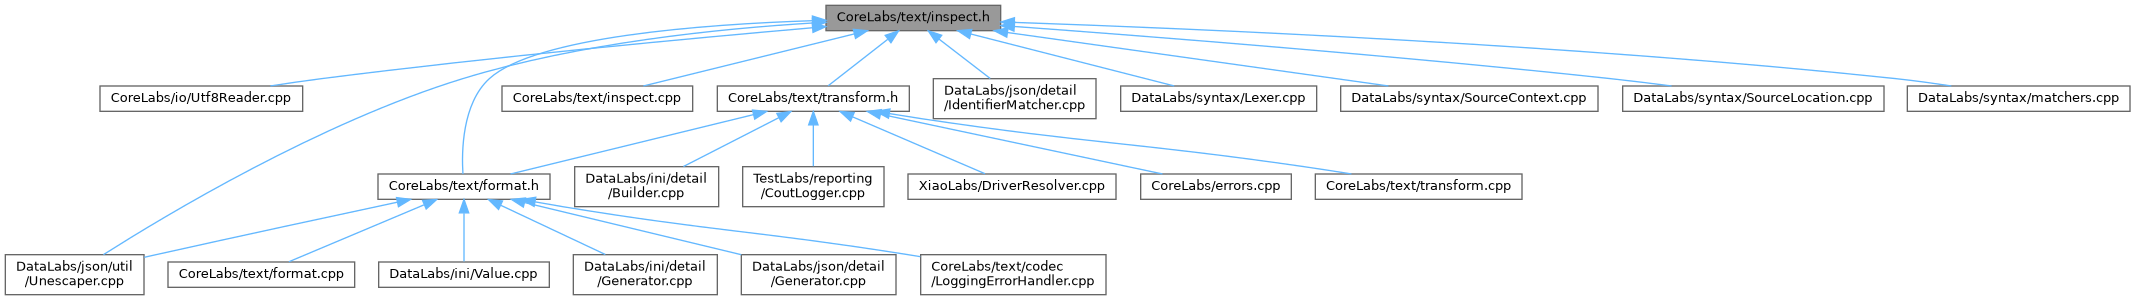 CoreLabs/text/inspect.h
CoreLabs/io/Utf8Reader.cpp
CoreLabs/text/inspect.cpp
CoreLabs/text/transform.h
DataLabs/json/detail
/IdentifierMatcher.cpp
DataLabs/syntax/Lexer.cpp
DataLabs/syntax/SourceContext.cpp
DataLabs/syntax/SourceLocation.cpp
DataLabs/syntax/matchers.cpp
CoreLabs/text/format.h
DataLabs/ini/detail
/Builder.cpp
TestLabs/reporting
/CoutLogger.cpp
XiaoLabs/DriverResolver.cpp
CoreLabs/errors.cpp
CoreLabs/text/transform.cpp
DataLabs/json/util
/Unescaper.cpp
CoreLabs/text/format.cpp
DataLabs/ini/Value.cpp
DataLabs/ini/detail
/Generator.cpp
DataLabs/json/detail
/Generator.cpp
CoreLabs/text/codec
/LoggingErrorHandler.cpp